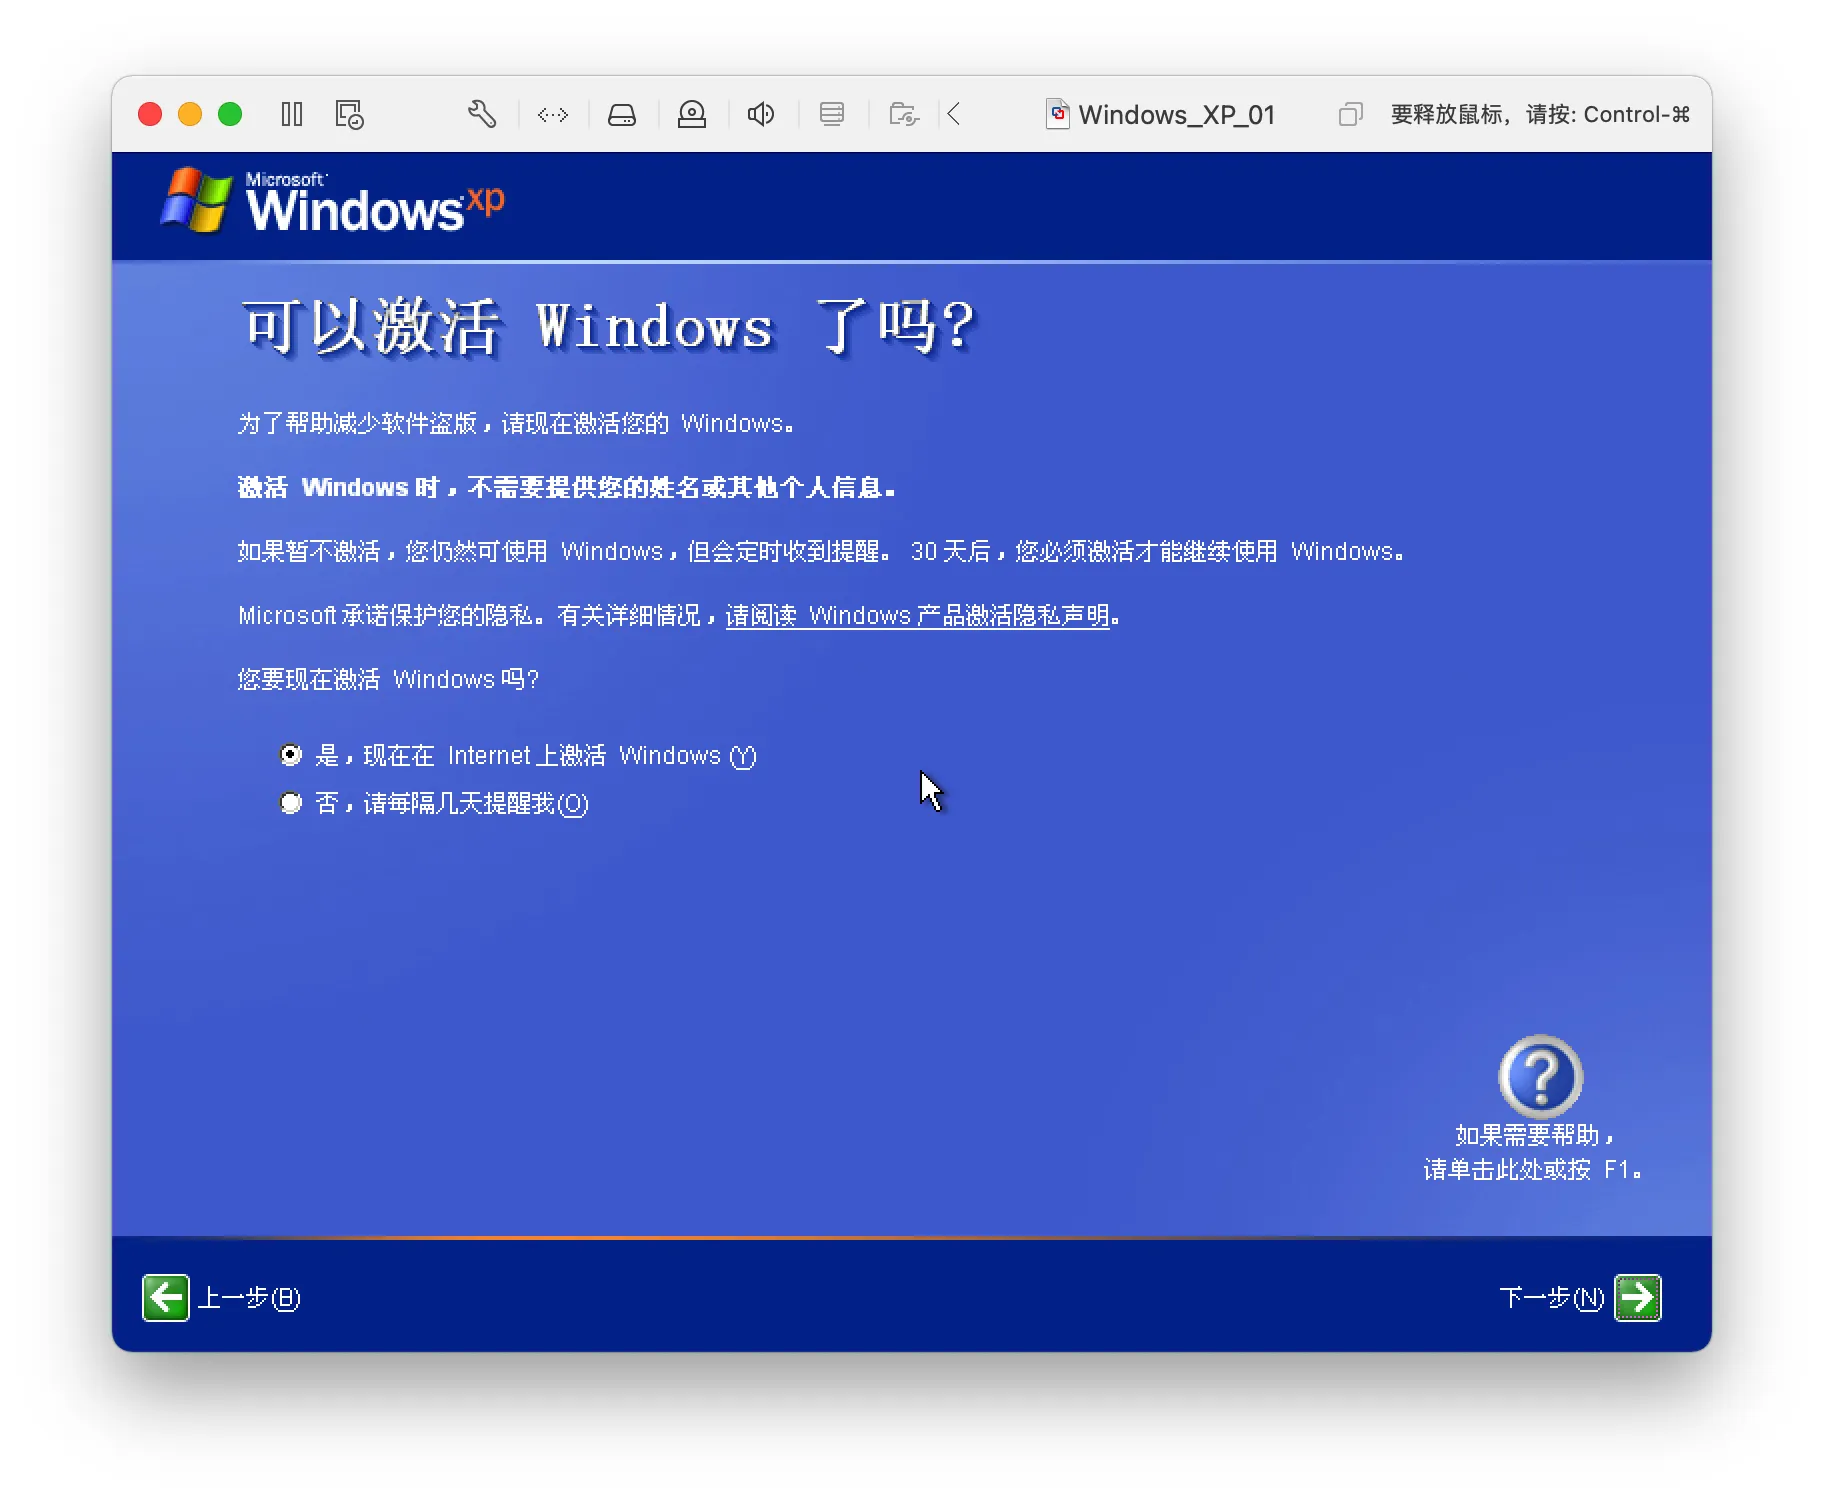 Windows_XP_01
要释放鼠标，请按: Control-⌘
Microsoft
Windows xp
可以激活 Windows 了吗?
为了帮助减少软件盗版，请现在激活您的 Windows。
激活 Windows 时，不需要提供您的姓名或其他个人信息。
如果暂不激活，您仍然可使用 Windows，但会定时收到提醒。 30 天后，您必须激活才能继续使用 Windows。
Microsoft 承诺保护您的隐私。有关详细情况，请阅读 Windows 产品激活隐私声明。
您要现在激活 Windows 吗?
是，现在在 Internet 上激活 Windows (Y)
否，请每隔几天提醒我(O)
如果需要帮助，
请单击此处或按 F1。
上一步(B)
下一步(N)